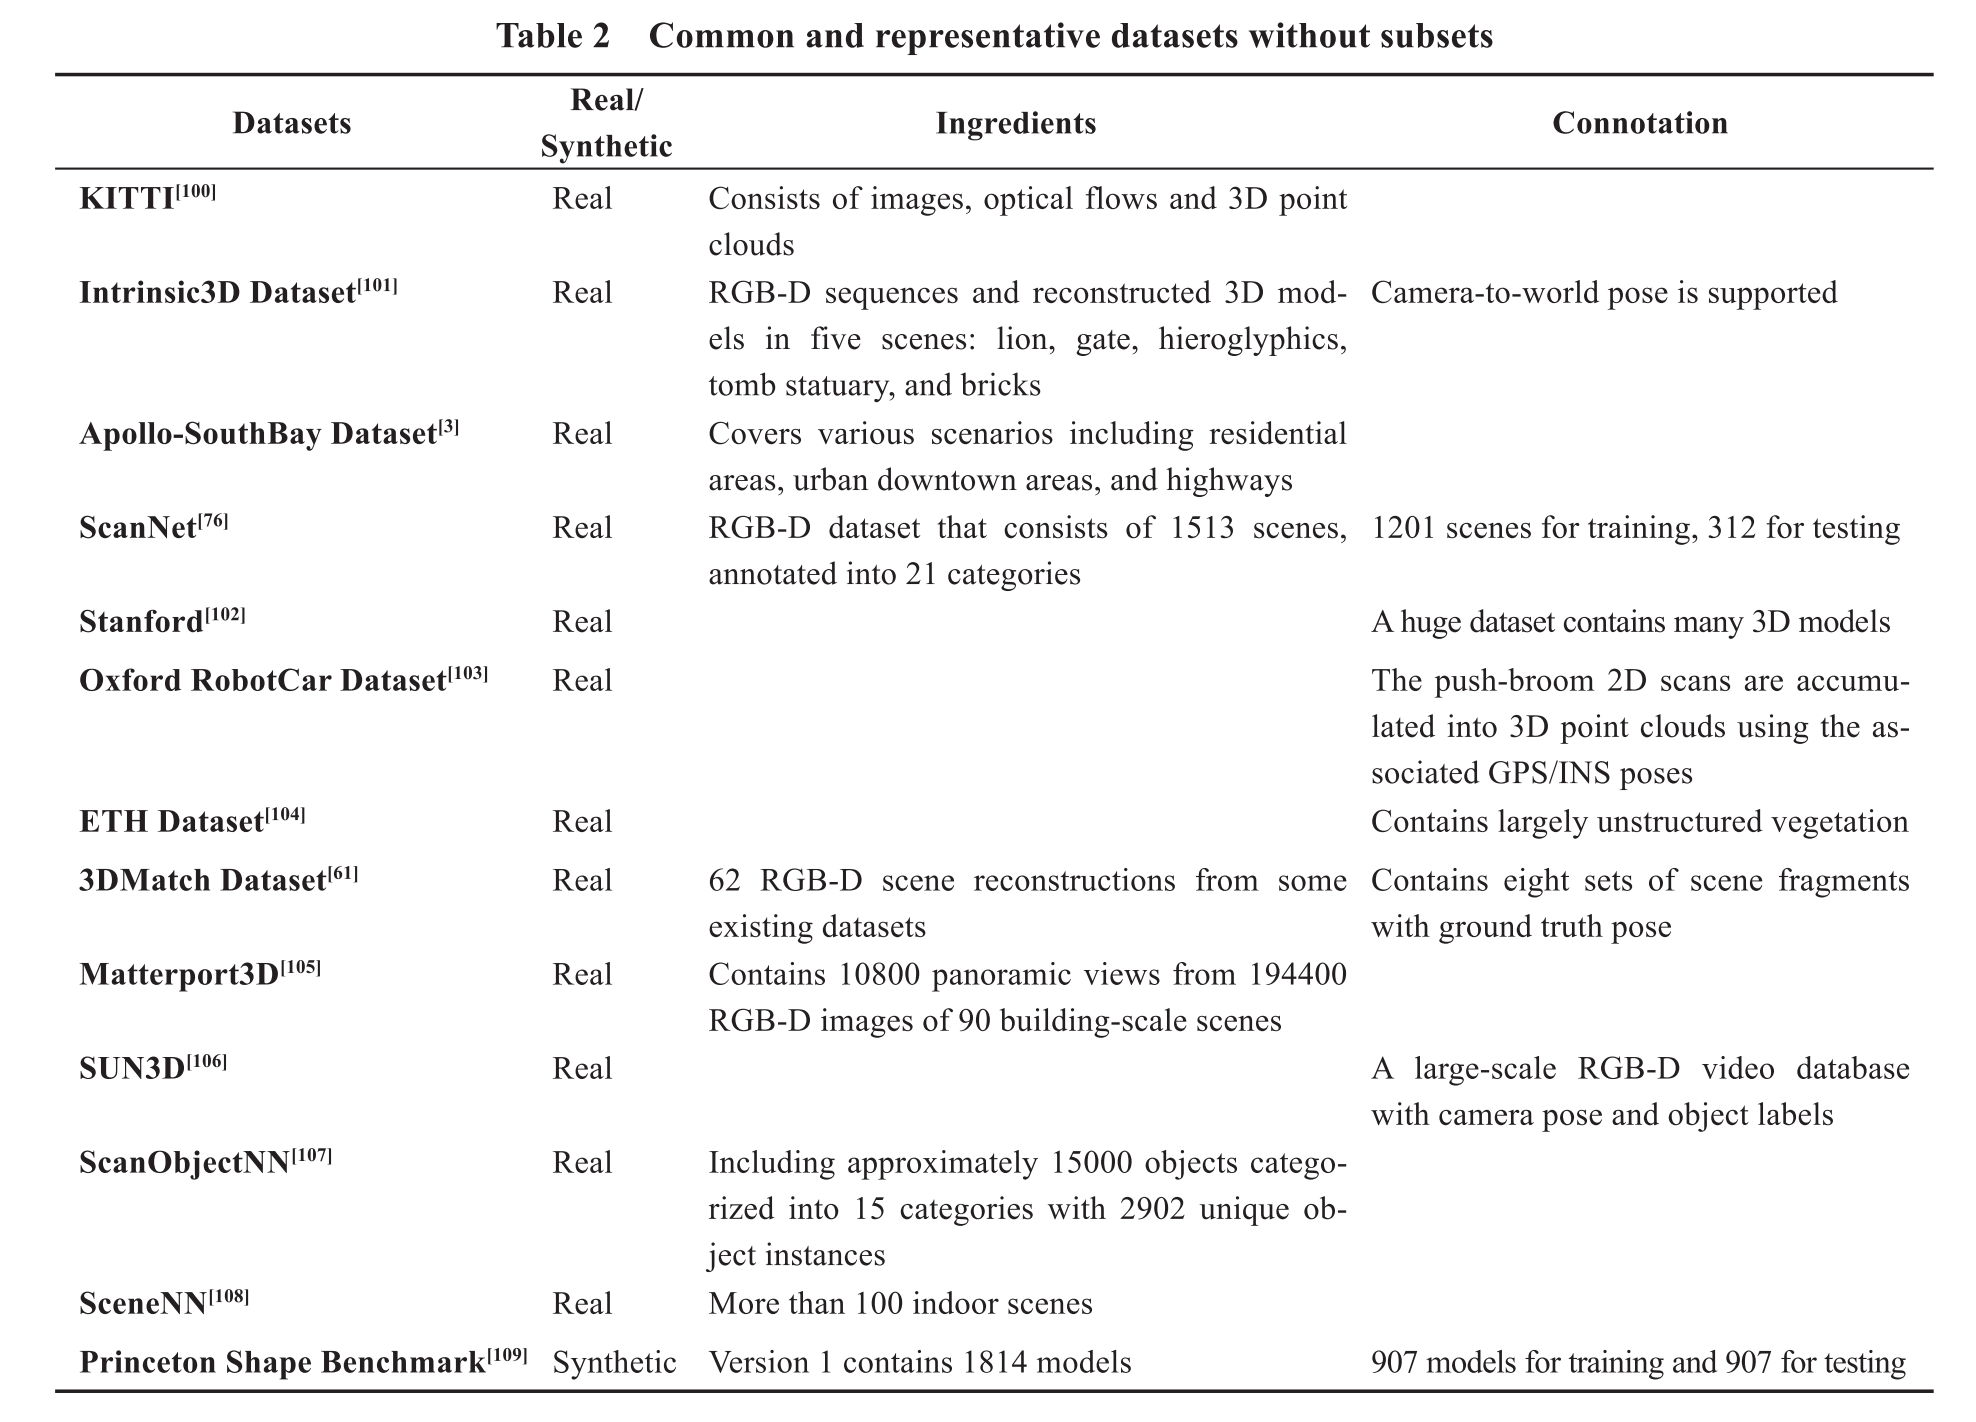 Table 2 Common and representative datasets without subsets
Datasets Real/ Ingredients Connotation
Synthetic
KITTI[100] Real Consists of images, optical flows and 3D point
clouds
Intrinsic3D Dataset[101] Real RGB-D sequences and reconstructed 3D mod- Camera-to-world pose is supported
els in five scenes: lion, gate, hieroglyphics,
tomb statuary, and bricks
Apollo-SouthBay Dataset[3] Real Covers various scenarios including residential
areas, urban downtown areas, and highways
ScanNet[76] Real RGB-D dataset that consists of 1513 scenes, 1201 scenes for training, 312 for testing
annotated into 21 categories
Stanford[102] Real A huge dataset contains many 3D models
Oxford RobotCar Dataset[103] Real The push-broom 2D scans are accumu-
lated into 3D point clouds using the as-
sociated GPS/INS poses
ETH Dataset[104] Real Contains largely unstructured vegetation
3DMatch Dataset[61] Real 62 RGB-D scene reconstructions from some Contains eight sets of scene fragments
existing datasets with ground truth pose
Matterport3D[105] Real Contains 10800 panoramic views from 194400
RGB-D images of 90 building-scale scenes
SUN3D[106] Real A large-scale RGB-D video database
with camera pose and object labels
ScanObjectNN[107] Real Including approximately 15000 objects catego-
rized into 15 categories with 2902 unique ob-
ject instances
SceneNN[108] Real More than 100 indoor scenes
Princeton Shape Benchmark[109] Synthetic Version 1 contains 1814 models 907 models for training and 907 for testing